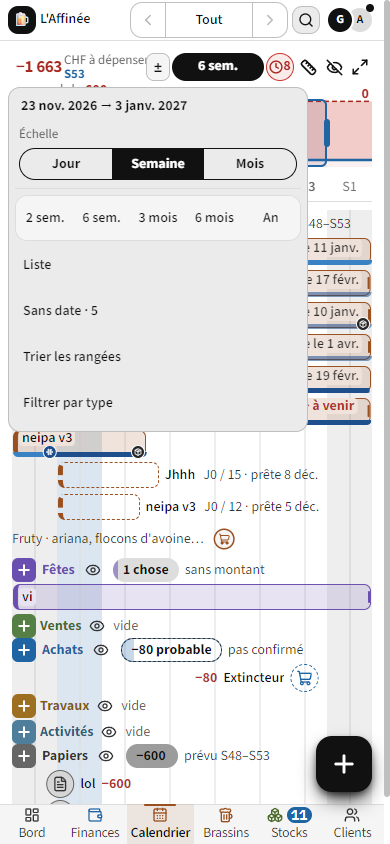 L'Affinée
Tout
G
A
−1 663 CHF à dépenser
S53
±
6 sem.
8
23 nov. 2026 → 3 janv. 2027
0
Échelle
Jour
Semaine
Mois
3
S1
2 sem.
6 sem.
3 mois
6 mois
An
S48–S53
Liste
e 11 janv.
e 17 févr.
Sans date · 5
e 10 janv.
e le 1 avr.
Trier les rangées
e 19 févr.
Filtrer par type
à venir
neipa v3
Jhhh J0 / 15 · prête 8 déc.
neipa v3 J0 / 12 · prête 5 déc.
Fruty · ariana, flocons d'avoine…
Fêtes
1 chose
sans montant
vi
Ventes
vide
Achats
−80 probable
pas confirmé
−80 Extincteur
Travaux
vide
Activités
vide
Papiers
−600
prévu S48–S53
lol −600
Bord
Finances
Calendrier
Brassins
Stocks
11
Clients